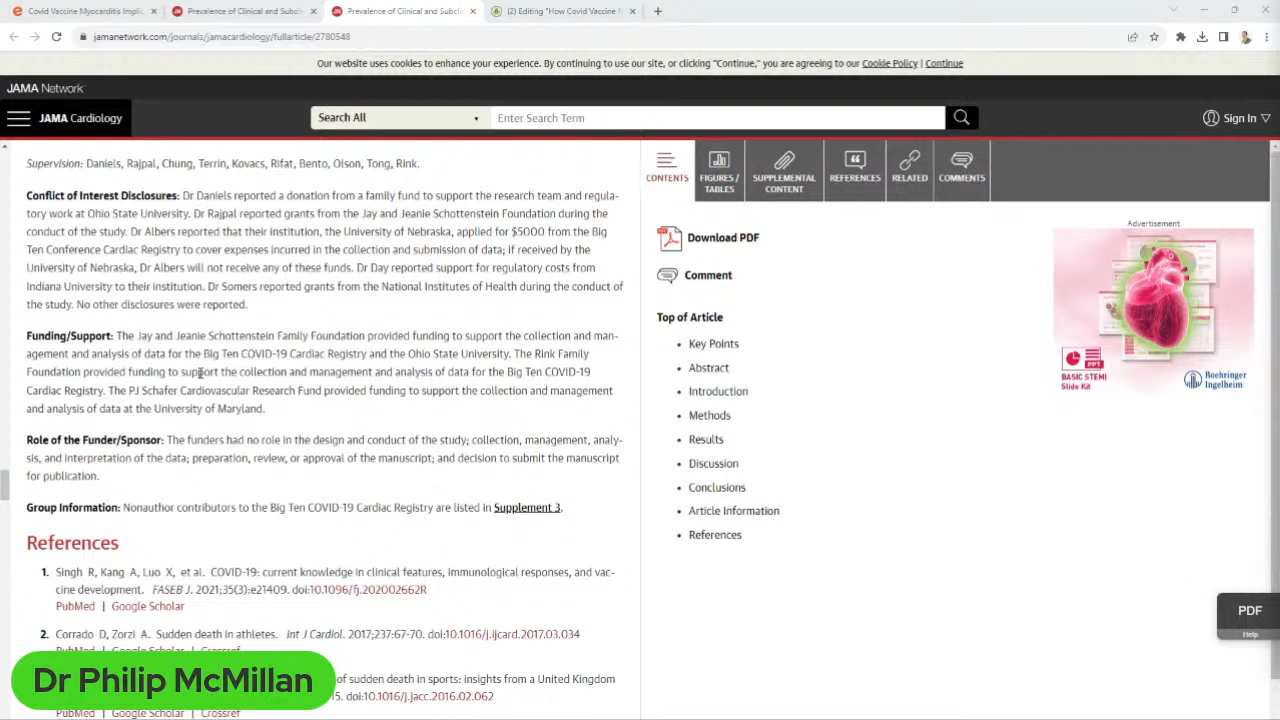 Covid Vaccine Myocarditis Impli
Prevalence of Clinical and Subcl
Prevalence of Clinical and Subcl
(2) Editing "How Covid Vaccine M
jamanetwork.com/journals/jamacardiology/fullarticle/2780548
Our website uses cookies to enhance your experience. By continuing to use our site, or clicking "Continue," you are agreeing to our Cookie Policy | Continue
JAMA Network
JAMA Cardiology
Search All
Enter Search Term
Sign In
Supervision: Daniels, Rajpal, Chung, Terrin, Kovacs, Rifat, Bento, Olson, Tong, Rink.
Conflict of Interest Disclosures: Dr Daniels reported a donation from a family fund to support the research team and regula-
tory work at Ohio State University. Dr Rajpal reported grants from the Jay and Jeanie Schottenstein Foundation during the
conduct of the study. Dr Albers reported that their institution, the University of Nebraska, applied for $5000 from the Big
Ten Conference Cardiac Registry to cover expenses incurred in the collection and submission of data; if received by the
University of Nebraska, Dr Albers will not receive any of these funds. Dr Day reported support for regulatory costs from
Indiana University to their institution. Dr Somers reported grants from the National Institutes of Health during the conduct of
the study. No other disclosures were reported.
Funding/Support: The Jay and Jeanie Schottenstein Family Foundation provided funding to support the collection and man-
agement and analysis of data for the Big Ten COVID-19 Cardiac Registry and the Ohio State University. The Rink Family
Foundation provided funding to support the collection and management and analysis of data for the Big Ten COVID-19
Cardiac Registry. The PJ Schafer Cardiovascular Research Fund provided funding to support the collection and management
and analysis of data at the University of Maryland.
Role of the Funder/Sponsor: The funders had no role in the design and conduct of the study; collection, management, analy-
sis, and interpretation of the data; preparation, review, or approval of the manuscript; and decision to submit the manuscript
for publication.
Group Information: Nonauthor contributors to the Big Ten COVID-19 Cardiac Registry are listed in Supplement 3.
References
1. Singh R, Kang A, Luo X, et al. COVID-19: current knowledge in clinical features, immunological responses, and vac-
cine development. FASEB J. 2021;35(3):e21409. doi:10.1096/fj.202002662R
PubMed | Google Scholar
2. Corrado D, Zorzi A. Sudden death in athletes. Int J Cardiol. 2017;237:67-70. doi:10.1016/j.ijcard.2017.03.034
PubMed | Google Scholar | Crossref
of sudden death in sports: insights from a United Kingdom
5. doi:10.1016/j.jacc.2016.02.062
PubMed | Google Scholar | Crossref
Dr Philip McMillan
CONTENTS
FIGURES /
TABLES
SUPPLEMENTAL
CONTENT
REFERENCES
RELATED
COMMENTS
Download PDF
Comment
Top of Article
• Key Points
• Abstract
• Introduction
• Methods
• Results
• Discussion
• Conclusions
• Article Information
• References
Advertisement
PPT
BASIC STEMI
Slide Kit
Boehringer
Ingelheim
PDF
Help